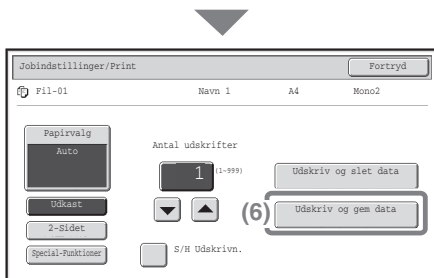 Jobindstillinger/Print
Fortryd
Fil-01 Navn 1 A4 Mono2
Papirvalg
Auto
Antal udskrifter
1 (1-999)
Udskriv og slet data
Udkast
(6) Udskriv og gem data
2-Sidet
Special-Funktioner
S/H Udskrivn.